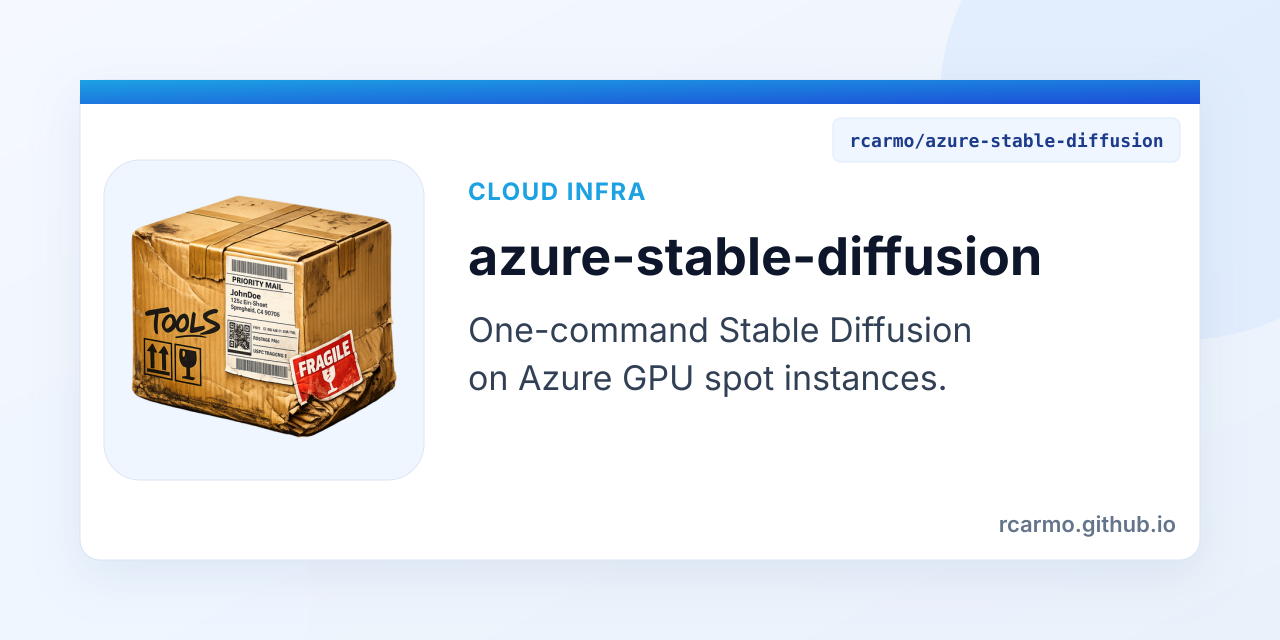 rcarmo/azure-stable-diffusion
CLOUD INFRA
azure-stable-diffusion
One-command Stable Diffusion
on Azure GPU spot instances.
PRIORITY MAIL
JohnDoe
TOOLS
FRAGILE
rcarmo.github.io